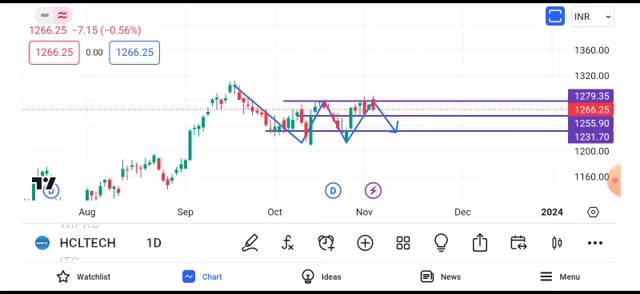 INR
1266.25 −7.15 (−0.56%)
1266.25 0.00 1266.25
1360.00
1320.00
1279.35
1266.25
1255.90
1231.70
1200.00
1160.00
D D
Aug Sep Oct Nov Dec 2024
WIPRO
HCLTECH 1D
ITC
Watchlist Chart Ideas News Menu